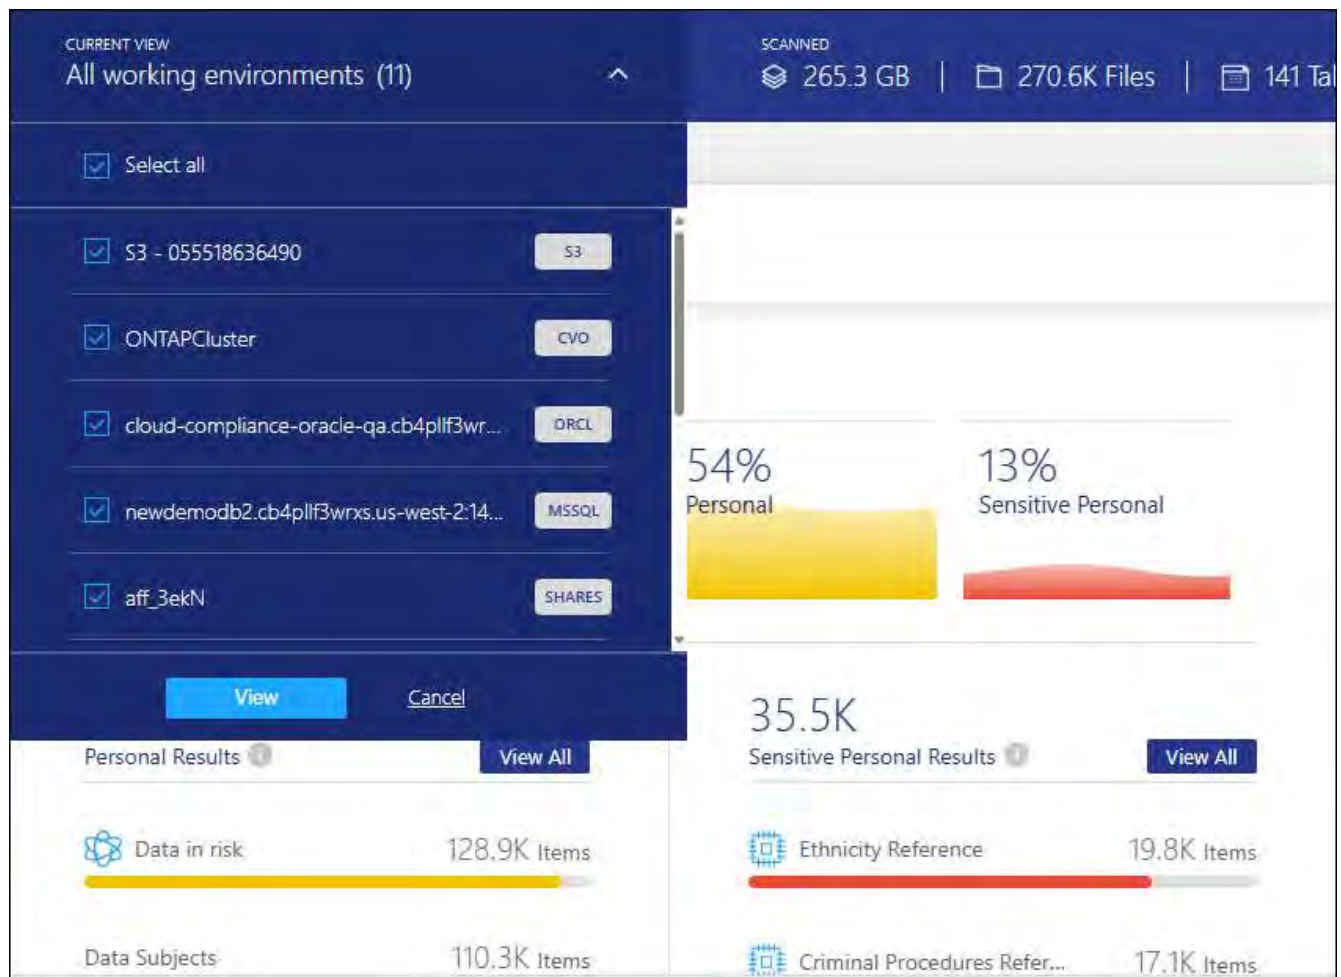 CURRENT VIEW
All working environments (11)
SCANNED
265.3 GB | 270.6K Files | 141 Ta
Select all
S3 - 055518636490 S3
ONTAPCluster CVO
cloud-compliance-oracle-qa.cb4pllf3wr... ORCL
newdemodb2.cb4pllf3wrxs.us-west-2:14... MSSQL
aff_3ekN SHARES
View Cancel
54%
Personal
13%
Sensitive Personal
Personal Results View All
35.5K
Sensitive Personal Results View All
Data in risk 128.9K Items
Data Subjects 110.3K Items
Ethnicity Reference 19.8K Items
Criminal Procedures Refer... 17.1K Items